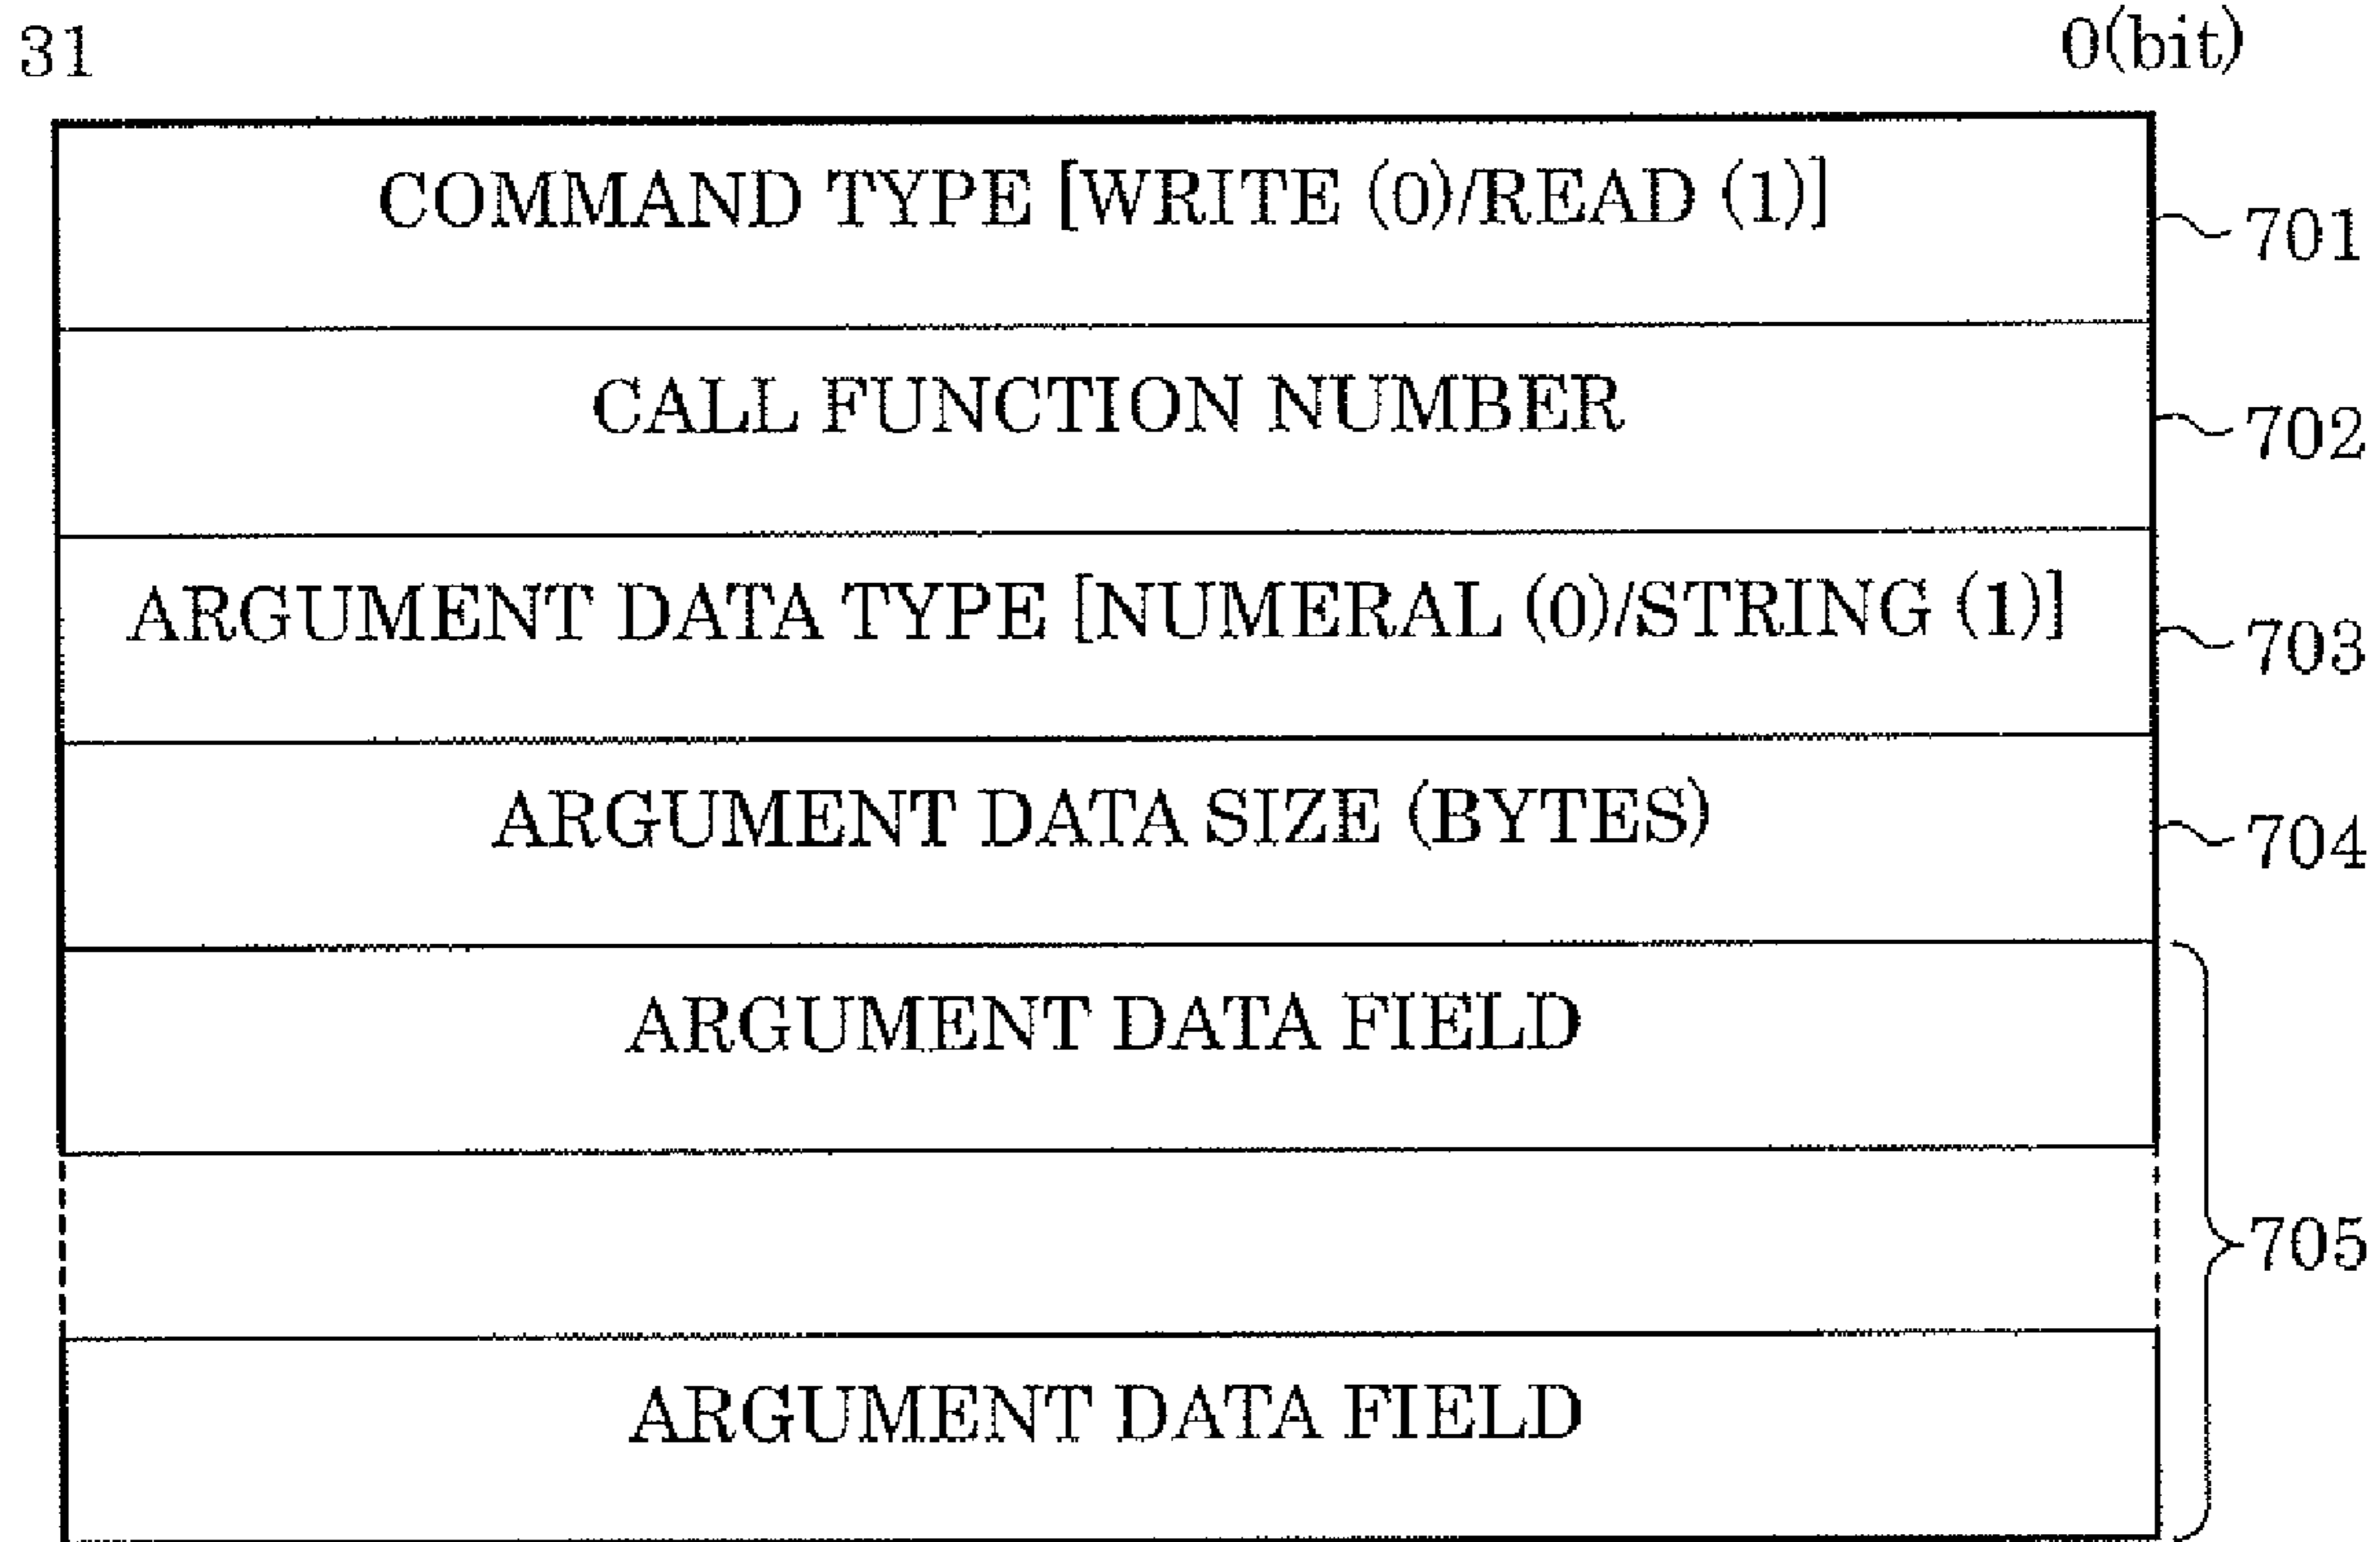 31 0(bit)
COMMAND TYPE [WRITE (0)/READ (1)]
701
CALL FUNCTION NUMBER
702
ARGUMENT DATA TYPE [NUMERAL (0)/STRING (1)]
703
ARGUMENT DATA SIZE (BYTES)
704
ARGUMENT DATA FIELD
705
ARGUMENT DATA FIELD